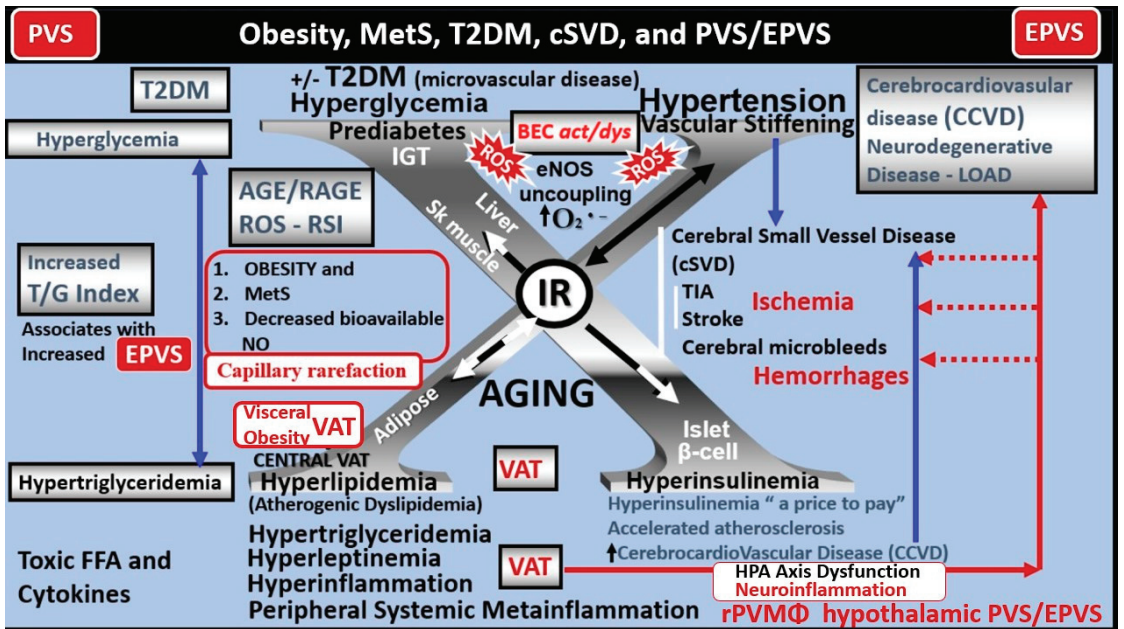 PVS
Obesity, MetS, T2DM, cSVD, and PVS/EPVS
EPVS
T2DM
Hyperglycemia
Increased
T/G Index
Associates with
Increased EPVS
Hypertriglyceridemia
Toxic FFA and
Cytokines
+/- T2DM (microvascular disease)
Hyperglycemia
Prediabetes
IGT
AGE/RAGE
ROS - RSI
1. OBESITY and
2. MetS
3. Decreased bioavailable
NO
Capillary rarefaction
Visceral
Obesity VAT
CENTRAL VAT
Hyperlipidemia
(Atherogenic Dyslipidemia)
Hypertriglyceridemia
Hyperleptinemia
Hyperinflammation
Peripheral Systemic Metainflammation
BEC act/dys
ROS
ROS
eNOS
uncoupling
↑O₂˙⁻
Liver
Sk muscle
IR
Adipose
AGING
VAT
VAT
Islet
β-cell
Hyperinsulinemia
Hyperinsulinemia “ a price to pay”
Accelerated atherosclerosis
↑CerebrocardioVascular Disease (CCVD)
HPA Axis Dysfunction
Neuroinflammation
rPVMΦ hypothalamic PVS/EPVS
Hypertension
Vascular Stiffening
Cerebral Small Vessel Disease
(cSVD)
TIA
Stroke
Ischemia
Cerebral microbleeds
Hemorrhages
Cerebrocardiovasular
disease (CCVD)
Neurodegenerative
Disease - LOAD